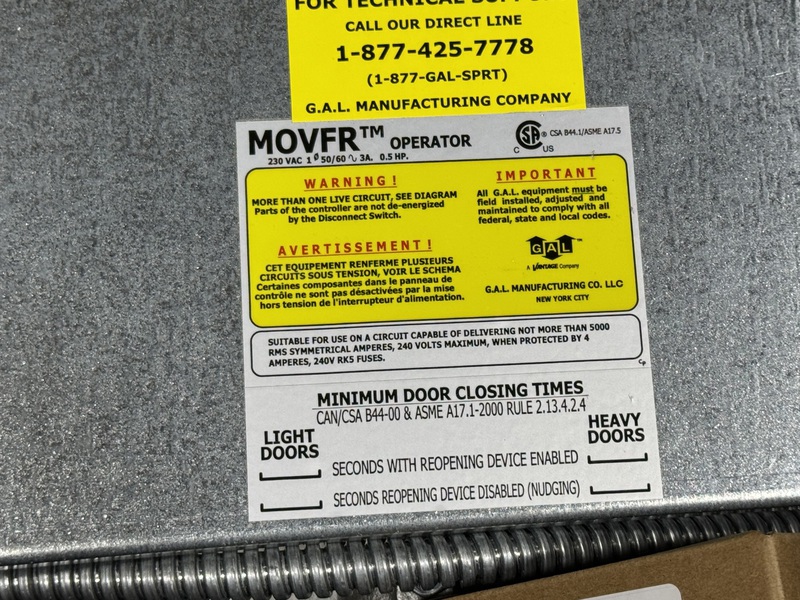 FOR TECHNICAL SUPPORT
CALL OUR DIRECT LINE
1-877-425-7778
(1-877-GAL-SPRT)
G.A.L. MANUFACTURING COMPANY
MOVFR™ OPERATOR
CSA ® CSA B44.1/ASME A17.5
C US
230 VAC 1 Ø 50/60 ∿ 3A. 0.5 HP.
WARNING!
MORE THAN ONE LIVE CIRCUIT, SEE DIAGRAM
Parts of the controller are not de-energized
by the Disconnect Switch.
IMPORTANT
All G.A.L. equipment must be
field installed, adjusted and
maintained to comply with all
federal, state and local codes.
AVERTISSEMENT!
CET EQUIPEMENT RENFERME PLUSIEURS
CIRCUITS SOUS TENSION, VOIR LE SCHEMA
Certaines composantes dans le panneau de
contrôle ne sont pas désactivées par la mise
hors tension de l'interrupteur d'alimentation.
GAL™
A VANTAGE Company
G.A.L. MANUFACTURING CO. LLC
NEW YORK CITY
SUITABLE FOR USE ON A CIRCUIT CAPABLE OF DELIVERING NOT MORE THAN 5000
RMS SYMMETRICAL AMPERES, 240 VOLTS MAXIMUM, WHEN PROTECTED BY 4
AMPERES, 240V RK5 FUSES.
CP
MINIMUM DOOR CLOSING TIMES
CAN/CSA B44-00 & ASME A17.1-2000 RULE 2.13.4.2.4
LIGHT DOORS
HEAVY DOORS
SECONDS WITH REOPENING DEVICE ENABLED
SECONDS REOPENING DEVICE DISABLED (NUDGING)